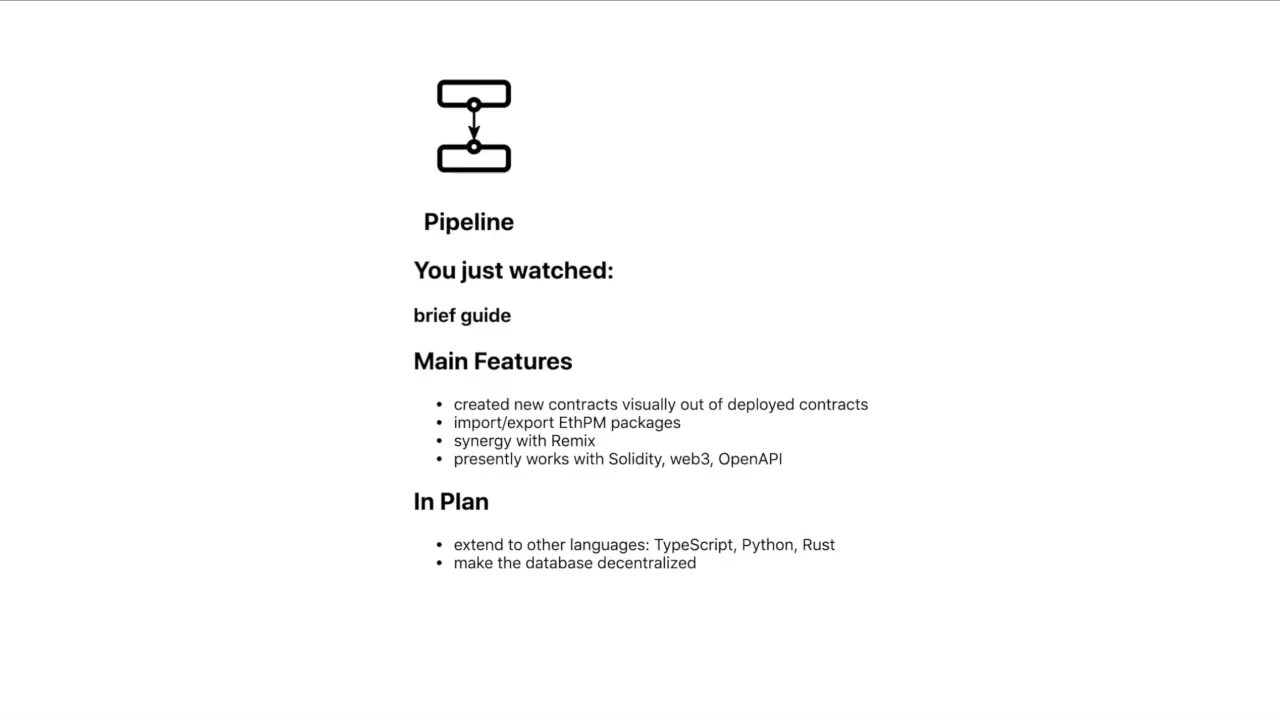 Pipeline
You just watched:
brief guide
Main Features
• created new contracts visually out of deployed contracts
• import/export EthPM packages
• synergy with Remix
• presently works with Solidity, web3, OpenAPI
In Plan
• extend to other languages: TypeScript, Python, Rust
• make the database decentralized